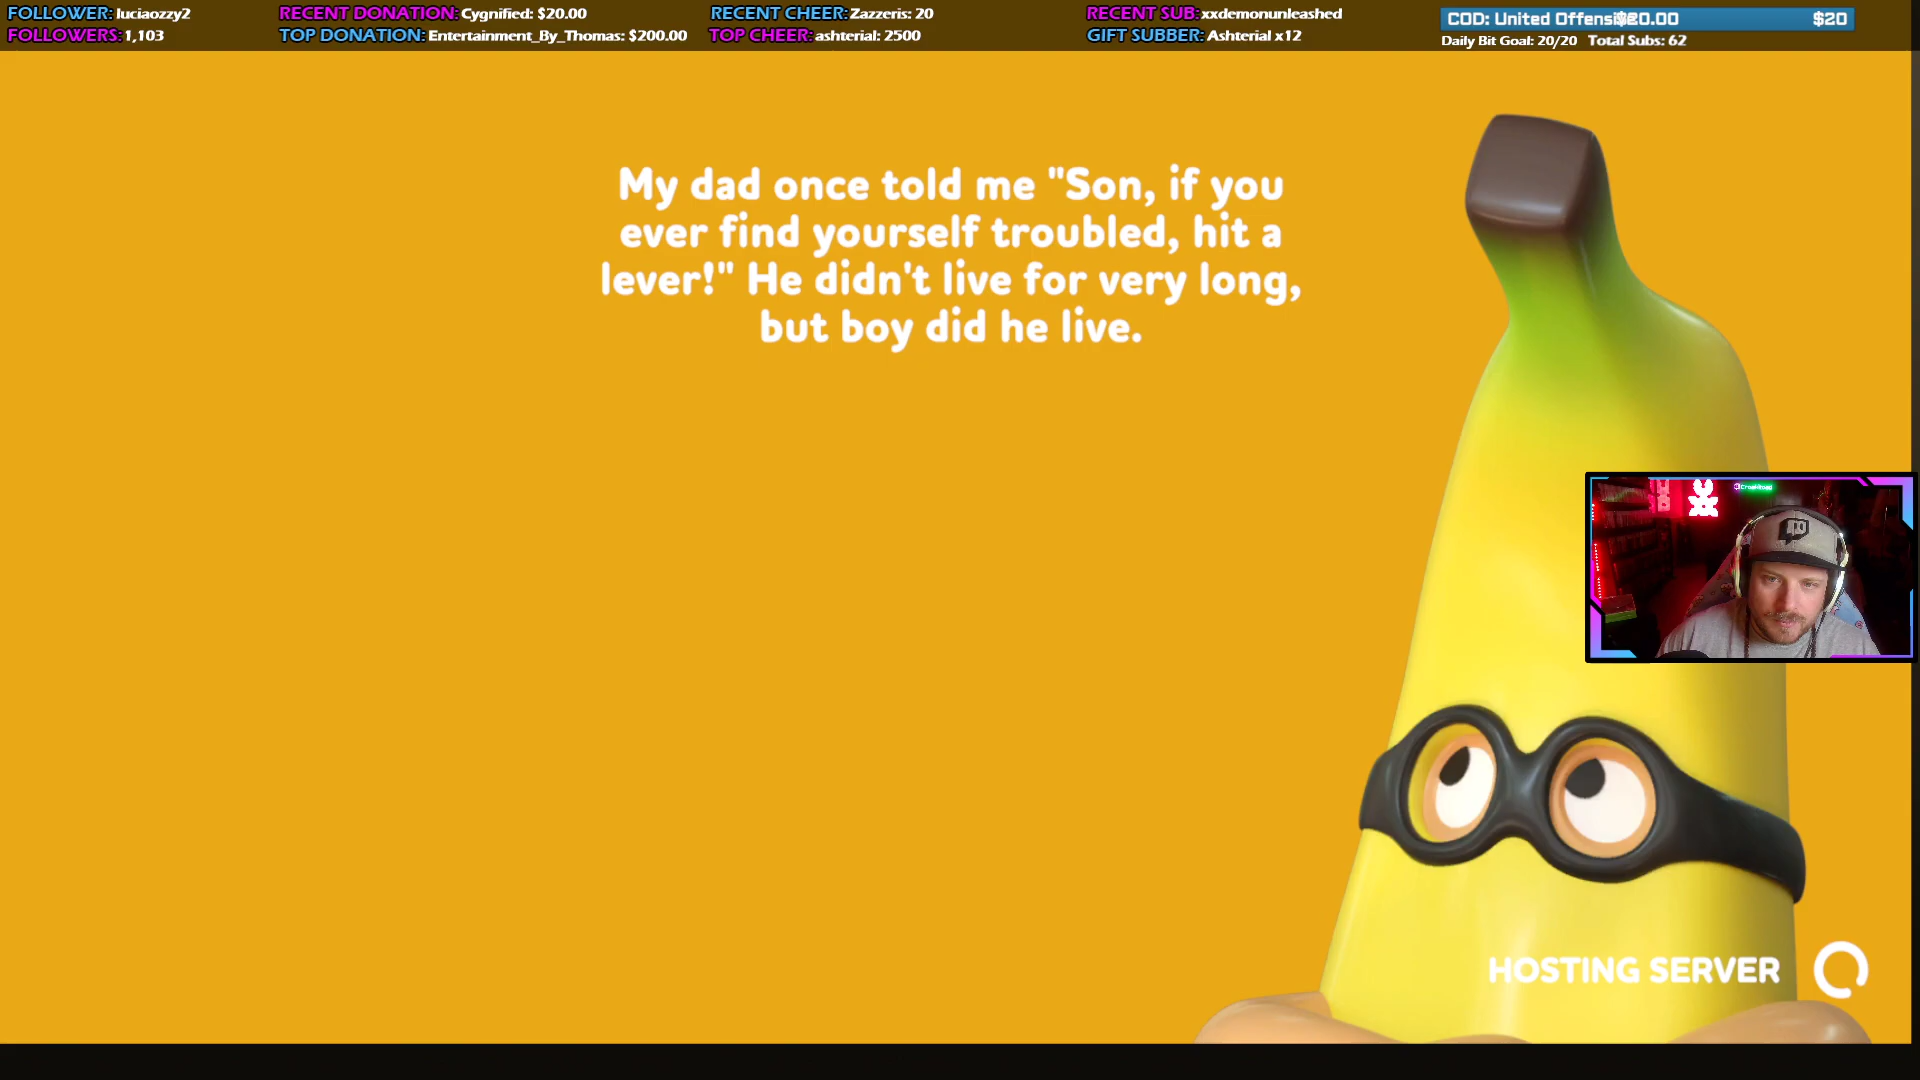 FOLLOWER: luciaozzy2
FOLLOWERS: 1,103
RECENT DONATION: Cygnified: $20.00
TOP DONATION: Entertainment_By_Thomas: $200.00
RECENT CHEER: Zazzeris: 20
TOP CHEER: ashterial: 2500
RECENT SUB: xxdemonunleashed
GIFT SUBBER: Ashterial x12
COD: United Offensi $20
Daily Bit Goal: 20/20 Total Subs: 62
My dad once told me "Son, if you
ever find yourself troubled, hit a
lever!" He didn't live for very long,
but boy did he live.
HOSTING SERVER